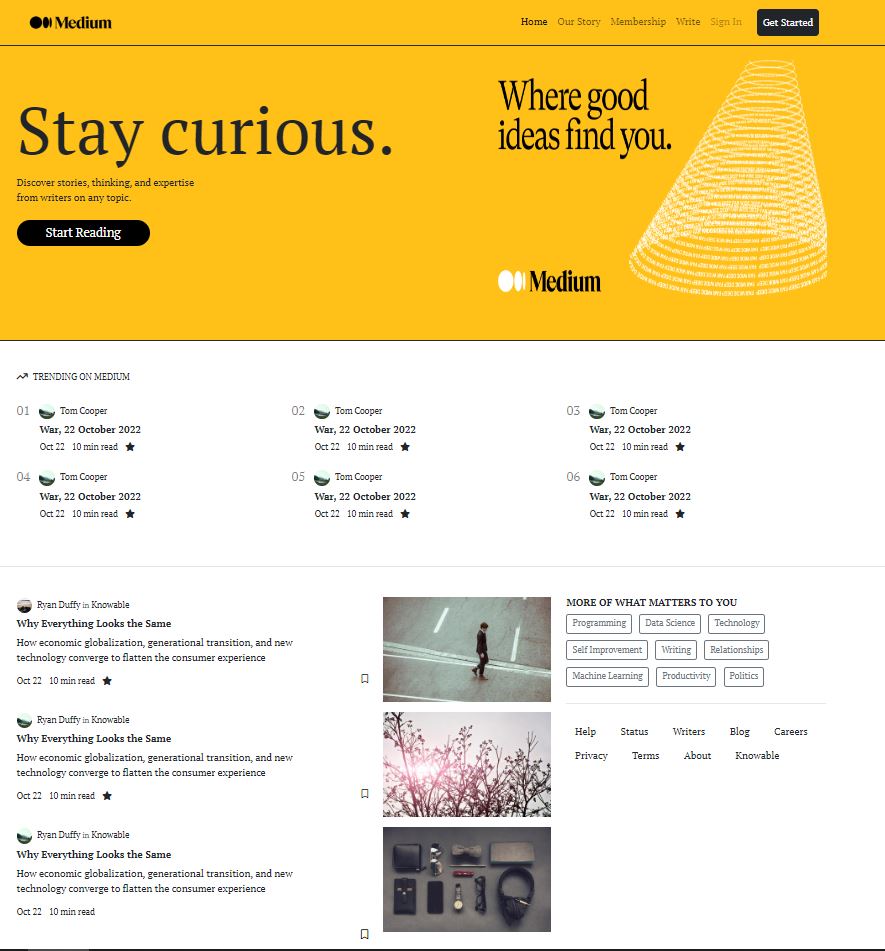 Medium
Home Our Story Membership Write Sign In Get Started
Stay curious.
Discover stories, thinking, and expertise
from writers on any topic.
Start Reading
Where good
ideas find you.
Medium
TRENDING ON MEDIUM
01 Tom Cooper
War, 22 October 2022
Oct 22 10 min read
02 Tom Cooper
War, 22 October 2022
Oct 22 10 min read
03 Tom Cooper
War, 22 October 2022
Oct 22 10 min read
04 Tom Cooper
War, 22 October 2022
Oct 22 10 min read
05 Tom Cooper
War, 22 October 2022
Oct 22 10 min read
06 Tom Cooper
War, 22 October 2022
Oct 22 10 min read
Ryan Duffy in Knowable
Why Everything Looks the Same
How economic globalization, generational transition, and new
technology converge to flatten the consumer experience
Oct 22 10 min read
Ryan Duffy in Knowable
Why Everything Looks the Same
How economic globalization, generational transition, and new
technology converge to flatten the consumer experience
Oct 22 10 min read
Ryan Duffy in Knowable
Why Everything Looks the Same
How economic globalization, generational transition, and new
technology converge to flatten the consumer experience
Oct 22 10 min read
MORE OF WHAT MATTERS TO YOU
Programming Data Science Technology
Self Improvement Writing Relationships
Machine Learning Productivity Politics
Help Status Writers Blog Careers
Privacy Terms About Knowable